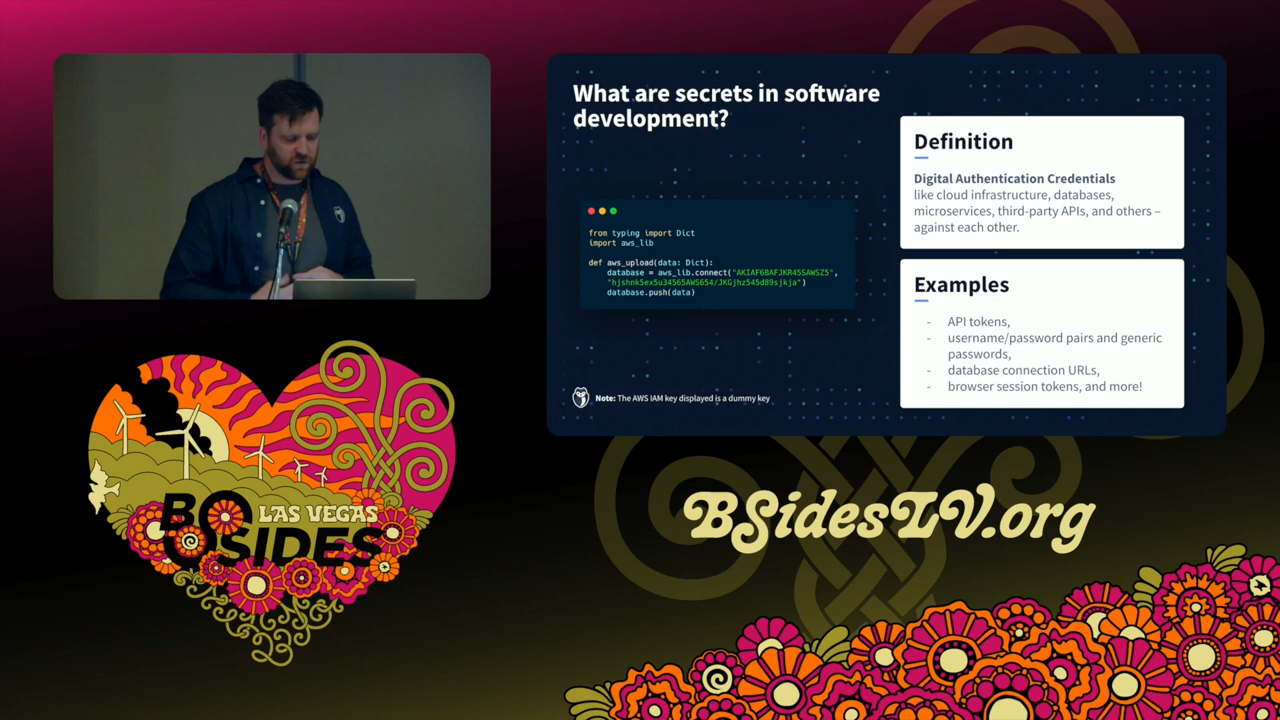 What are secrets in software
development?
from typing import Dict
import aws_lib
def aws_upload(data: Dict):
database = aws_lib.connect("AKIAF6BAFJKR45SAWSZ5",
"hjshnk5ex5u34565AWS654/JKGjhz545d89sjkja")
database.push(data)
Note: The AWS IAM key displayed is a dummy key
Definition
Digital Authentication Credentials
like cloud infrastructure, databases,
microservices, third-party APIs, and others –
against each other.
Examples
- API tokens,
- username/password pairs and generic
passwords,
- database connection URLs,
- browser session tokens, and more!
BSIDES
LAS VEGAS
23
BSidesLV.org